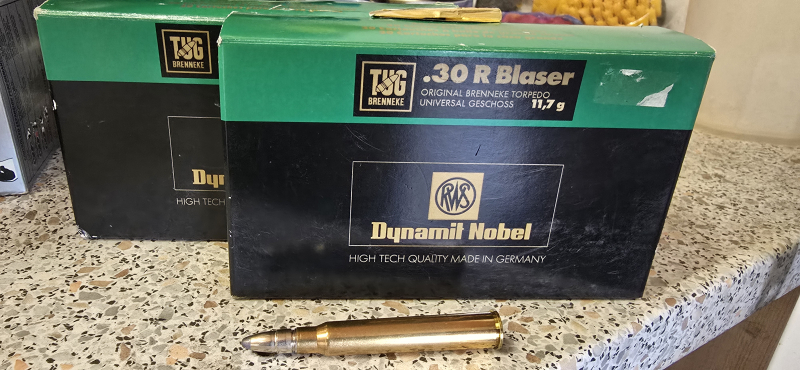 TUG
BRENNEKE
HIGH TECH
TUG
BRENNEKE
.30 R Blaser
ORIGINAL BRENNEKE TORPEDO
UNIVERSAL GESCHOSS 11,7 g
RWS
Dynamit Nobel
HIGH TECH QUALITY MADE IN GERMANY